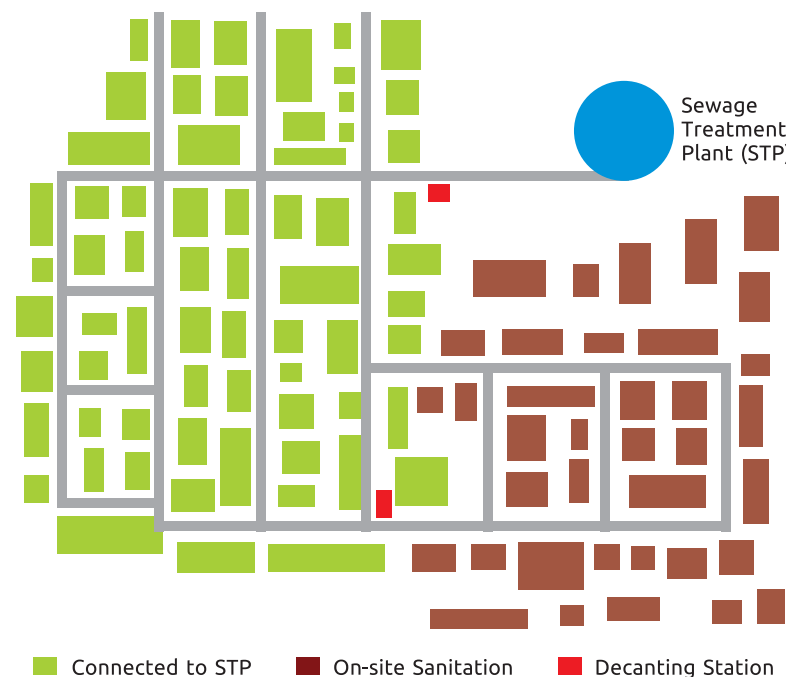 Sewage
Treatment
Plant (STP)
Connected to STP
On-site Sanitation
Decanting Station